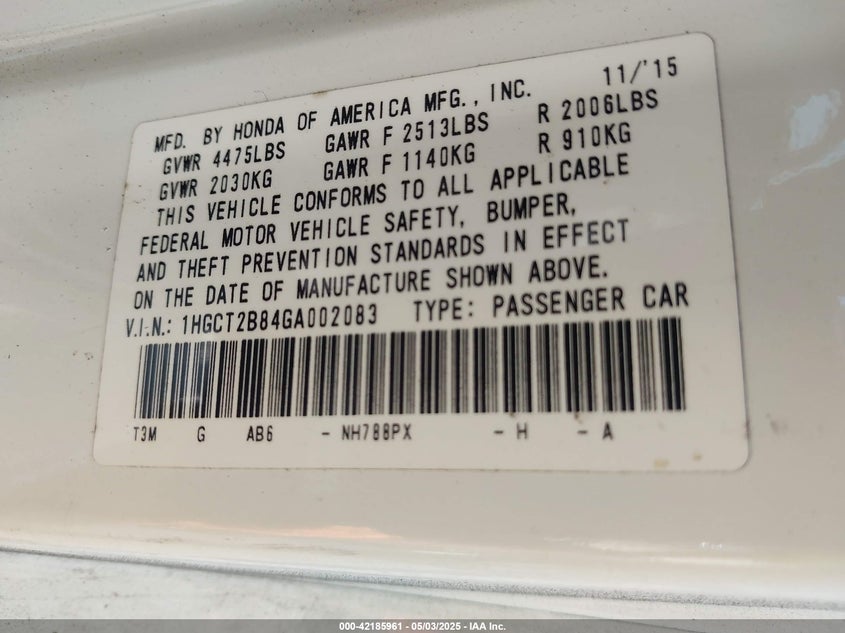 MFD. BY HONDA OF AMERICA MFG., INC. 11/'15
GVWR 4475LBS GAWR F 2513LBS R 2006LBS
GVWR 2030KG GAWR F 1140KG R 910KG
THIS VEHICLE CONFORMS TO ALL APPLICABLE
FEDERAL MOTOR VEHICLE SAFETY, BUMPER,
AND THEFT PREVENTION STANDARDS IN EFFECT
ON THE DATE OF MANUFACTURE SHOWN ABOVE.
V.I.N.: 1HGCT2B84GA002083 TYPE: PASSENGER CAR
T3M G AB6 - NH788PX - H - A
000-42185961 - 05/03/2025 - IAA Inc.